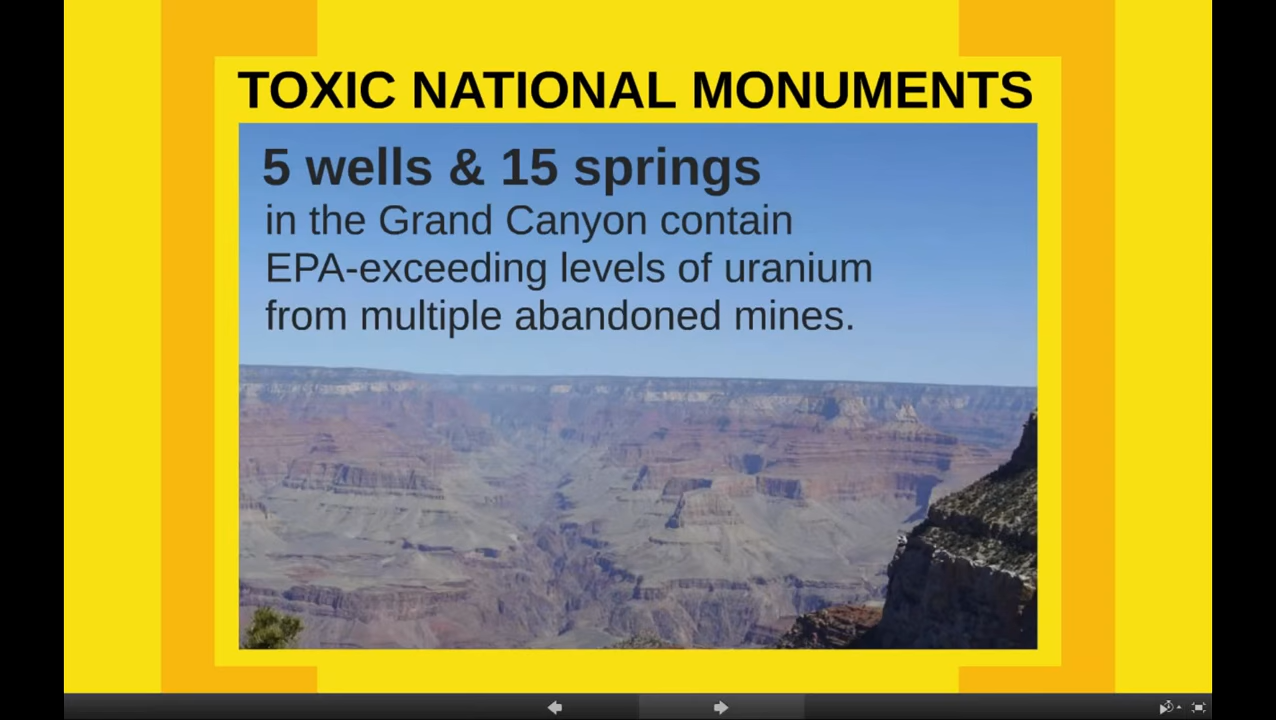 TOXIC NATIONAL MONUMENTS
5 wells & 15 springs
in the Grand Canyon contain
EPA-exceeding levels of uranium
from multiple abandoned mines.